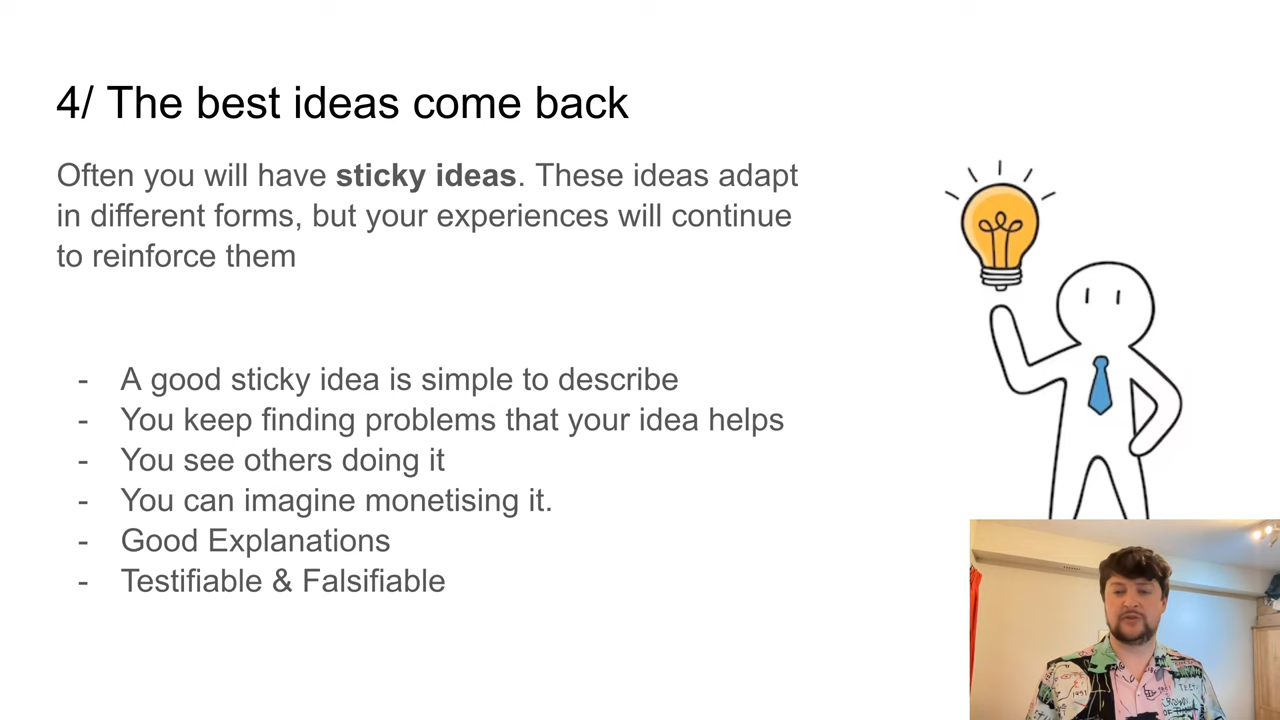 4/ The best ideas come back
Often you will have sticky ideas. These ideas adapt
in different forms, but your experiences will continue
to reinforce them
- A good sticky idea is simple to describe
- You keep finding problems that your idea helps
- You see others doing it
- You can imagine monetising it.
- Good Explanations
- Testifiable & Falsifiable